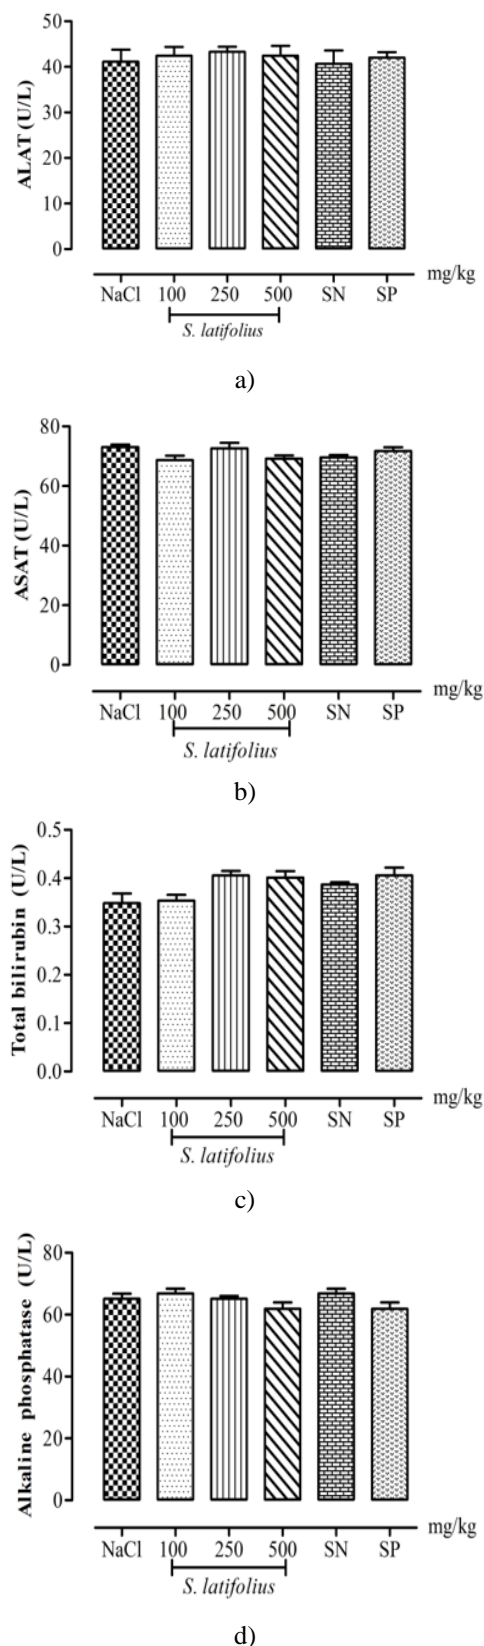 50
40
30
20
10
0
ALAT (U/L)
mg/kg
NaCl 100 250 500 SN SP
S. latifolius
a)
80
60
40
20
0
ASAT (U/L)
mg/kg
NaCl 100 250 500 SN SP
S. latifolius
b)
0.5
0.4
0.3
0.2
0.1
0.0
Total bilirubin (U/L)
mg/kg
NaCl 100 250 500 SN SP
S. latifolius
c)
80
60
40
20
0
Alkaline phosphatase (U/L)
mg/kg
NaCl 100 250 500 SN SP
S. latifolius
d)